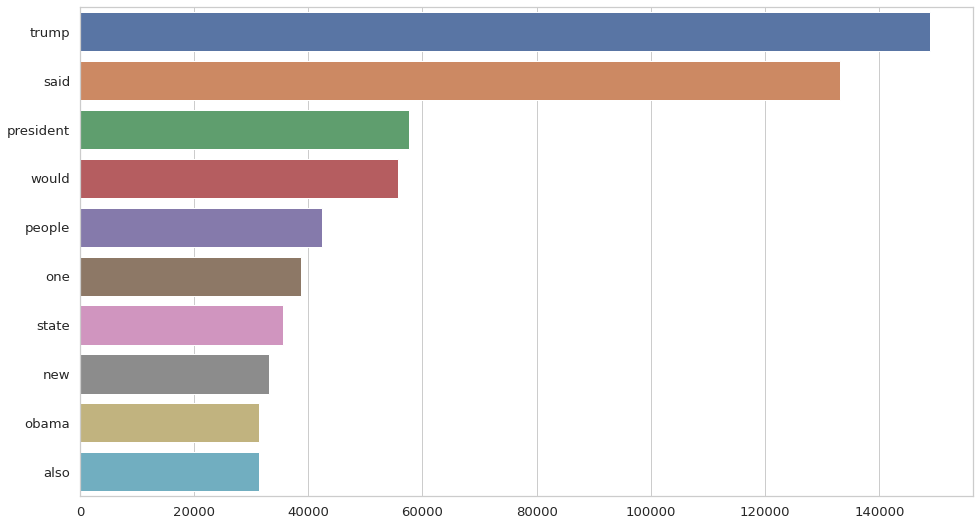 trump
said
president
would
people
one
state
new
obama
also
0 20000 40000 60000 80000 100000 120000 140000